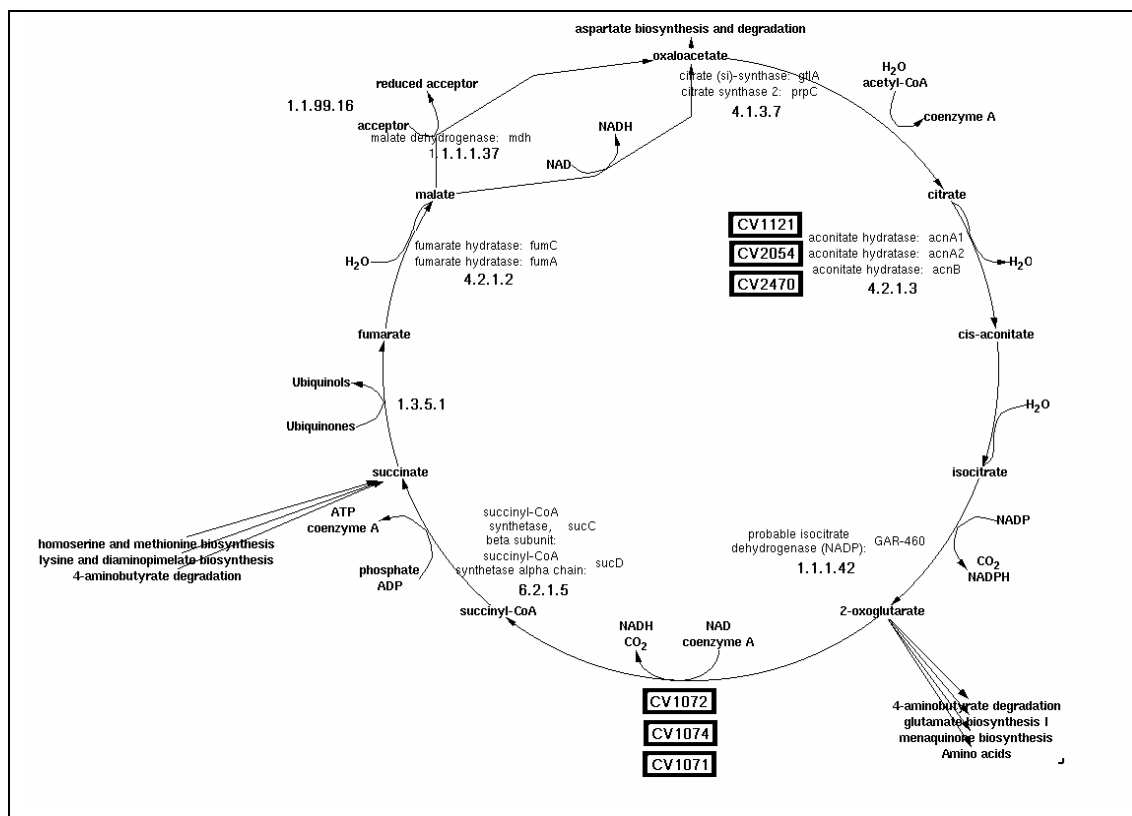 aspartate biosynthesis and degradation
oxaloacetate
citrate (si)-synthase: gtlA
citrate synthase 2: prpC
4.1.3.7
H2O
acetyl-CoA
coenzyme A
reduced acceptor
1.1.99.16
acceptor
malate dehydrogenase: mdh
1.1.1.1.37
NADH
NAD
malate
citrate
CV1121
CV2054
CV2470
aconitate hydratase: acnA1
aconitate hydratase: acnA2
aconitate hydratase: acnB
4.2.1.3
H2O
fumarate hydratase: fumC
fumarate hydratase: fumA
4.2.1.2
H2O
fumarate
cis-aconitate
Ubiquinols
1.3.5.1
Ubiquinones
H2O
succinate
isocitrate
ATP
coenzyme A
homoserine and methionine biosynthesis
lysine and diaminopimelate biosynthesis
4-aminobutyrate degradation
phosphate
ADP
succinyl-CoA
synthetase, sucC
beta subunit:
succinyl-CoA
synthetase alpha chain: sucD
6.2.1.5
probable isocitrate
dehydrogenase (NADP): GAR-460
1.1.1.42
NADP
CO2
NADPH
succinyl-CoA
2-oxoglutarate
NADH
CO2
NAD
coenzyme A
CV1072
CV1074
CV1071
4-aminobutyrate degradation
glutamate biosynthesis I
menaquinone biosynthesis
Amino acids